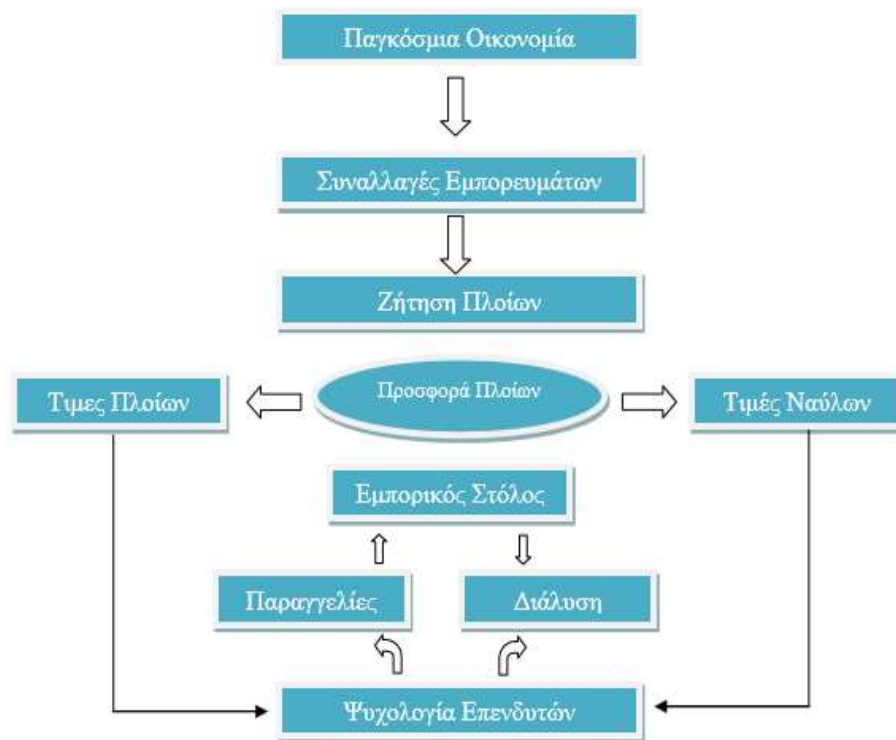 Παγκόσμια Οικονομία
Συναλλαγές Εμπορευμάτων
Ζήτηση Πλοίων
Προσφορά Πλοίων
Τιμες Πλοίων
Τιμές Ναύλων
Εμπορικός Στόλος
Παραγγελίες
Διάλυση
Ψυχολογία Επενδυτών